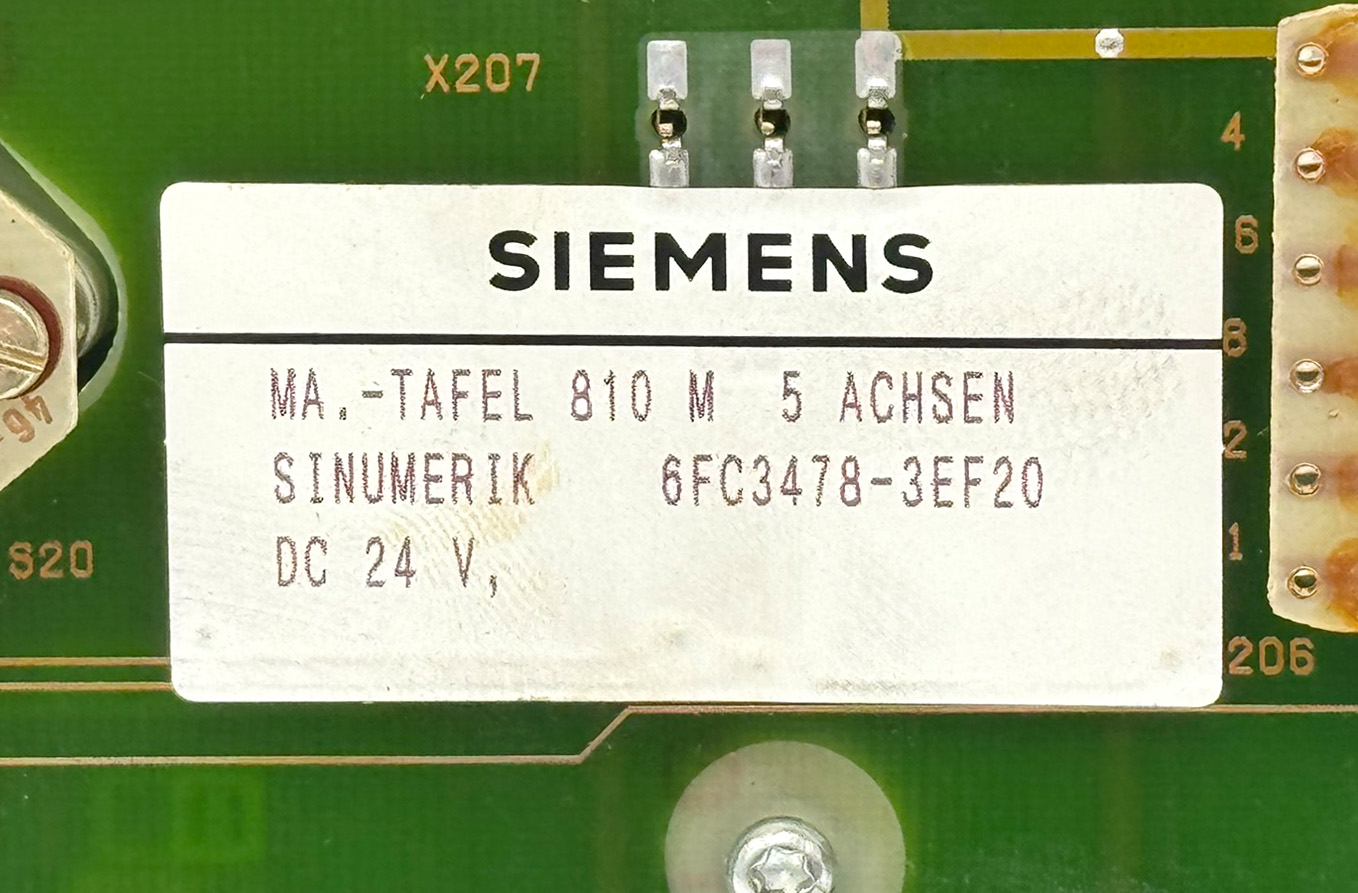 X207
4
6
SIEMENS
8
MA.-TAFEL 810 M 5 ACHSEN
2
SINUMERIK 6FC3478-3EF20
1
DC 24 V,
S20
206